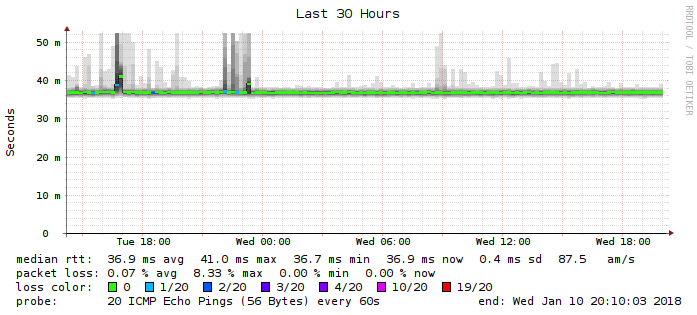 Last 30 Hours
RRDTOOL / TOBI OETIKER
Seconds
50 m
40 m
30 m
20 m
10 m
0
Tue 18:00 Wed 00:00 Wed 06:00 Wed 12:00 Wed 18:00
median rtt: 36.9 ms avg 41.0 ms max 36.7 ms min 36.9 ms now 0.4 ms sd 87.5 am/s
packet loss: 0.07 % avg 8.33 % max 0.00 % min 0.00 % now
loss color: 0 1/20 2/20 3/20 4/20 10/20 19/20
probe: 20 ICMP Echo Pings (56 Bytes) every 60s end: Wed Jan 10 20:10:03 2018